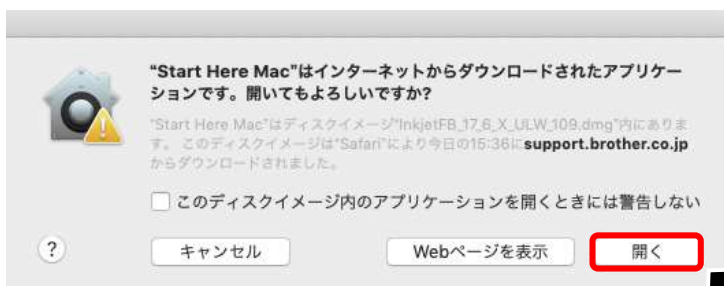 "Start Here Mac"はインターネットからダウンロードされたアプリケー
ションです。開いてもよろしいですか?
"Start Here Mac"はディスクイメージ"InkjetFB_17_6_X_ULW_109.dmg"内にありま
す。このディスクイメージは"Safari"により今日の15:36にsupport.brother.co.jp
からダウンロードされました。
このディスクイメージ内のアプリケーションを開くときには警告しない
? キャンセル Webページを表示 開く